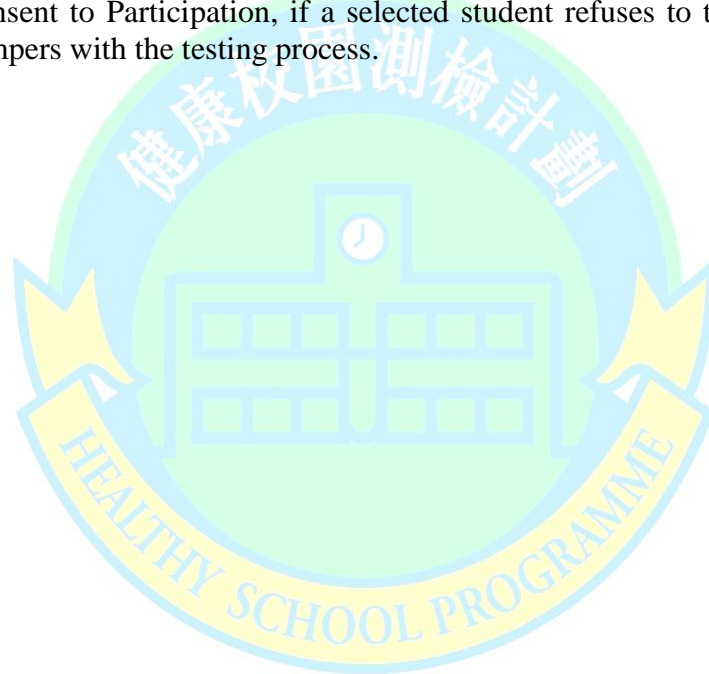 nsent to Participation, if a selected student refuses to t
npers with the testing process.
健康校園測檢計劃
HEALTHY SCHOOL PROGRAMME